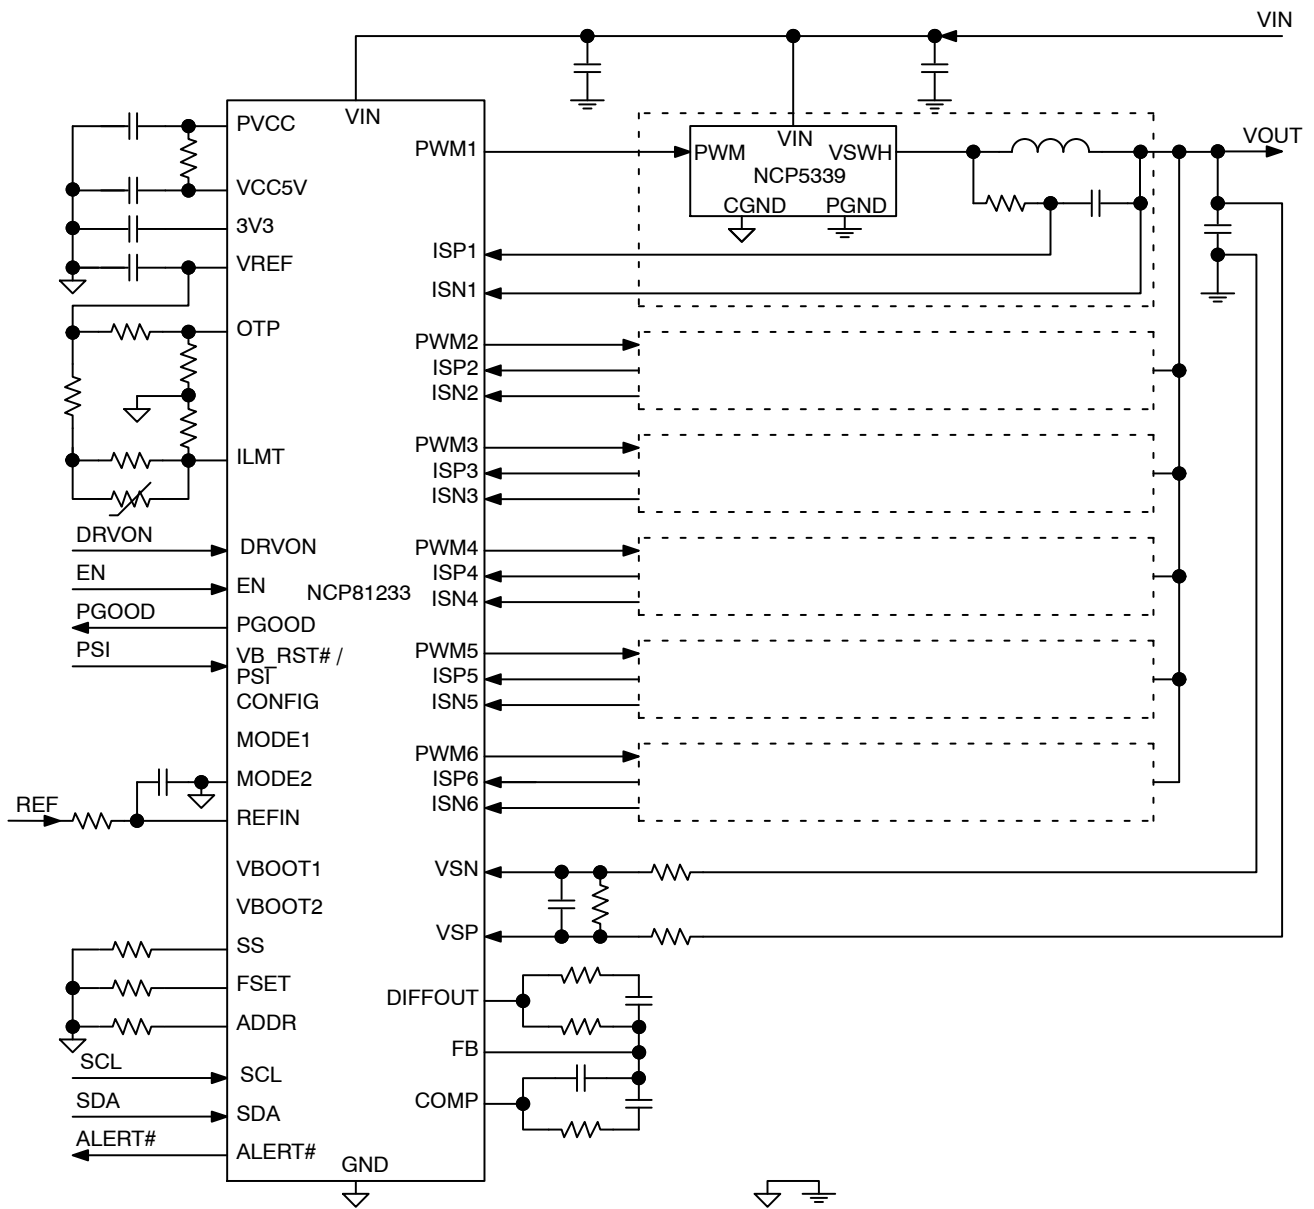 VIN
VIN
PVCC
PWM1
PWM
VIN
VSWH
VOUT
NCP5339
VCC5V
CGND
PGND
3V3
ISP1
VREF
ISN1
OTP
PWM2
ISP2
ISN2
PWM3
ILMT
ISP3
ISN3
DRVON
DRVON
PWM4
EN
EN
ISP4
NCP81233
ISN4
PGOOD
PGOOD
PSI
VB_RST# /
PSI
PWM5
ISP5
CONFIG
ISN5
MODE1
PWM6
MODE2
ISP6
REF
REFIN
ISN6
VBOOT1
VSN
VBOOT2
SS
VSP
FSET
DIFFOUT
ADDR
FB
SCL
SCL
COMP
SDA
SDA
ALERT#
ALERT#
GND